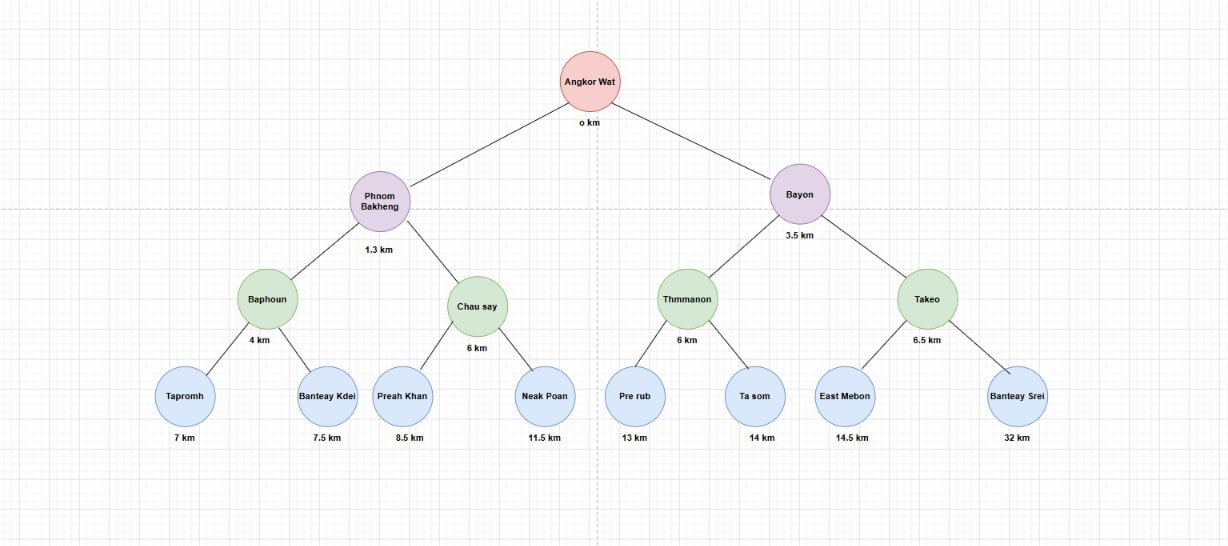 Angkor Wat
o km
Phnom
Bakheng
1.3 km
Bayon
3.5 km
Baphoun
4 km
Chau say
6 km
Thmmanon
6 km
Takeo
6.5 km
Tapromh
7 km
Banteay Kdei
7.5 km
Preah Khan
8.5 km
Neak Poan
11.5 km
Pre rub
13 km
Ta som
14 km
East Mebon
14.5 km
Banteay Srei
32 km